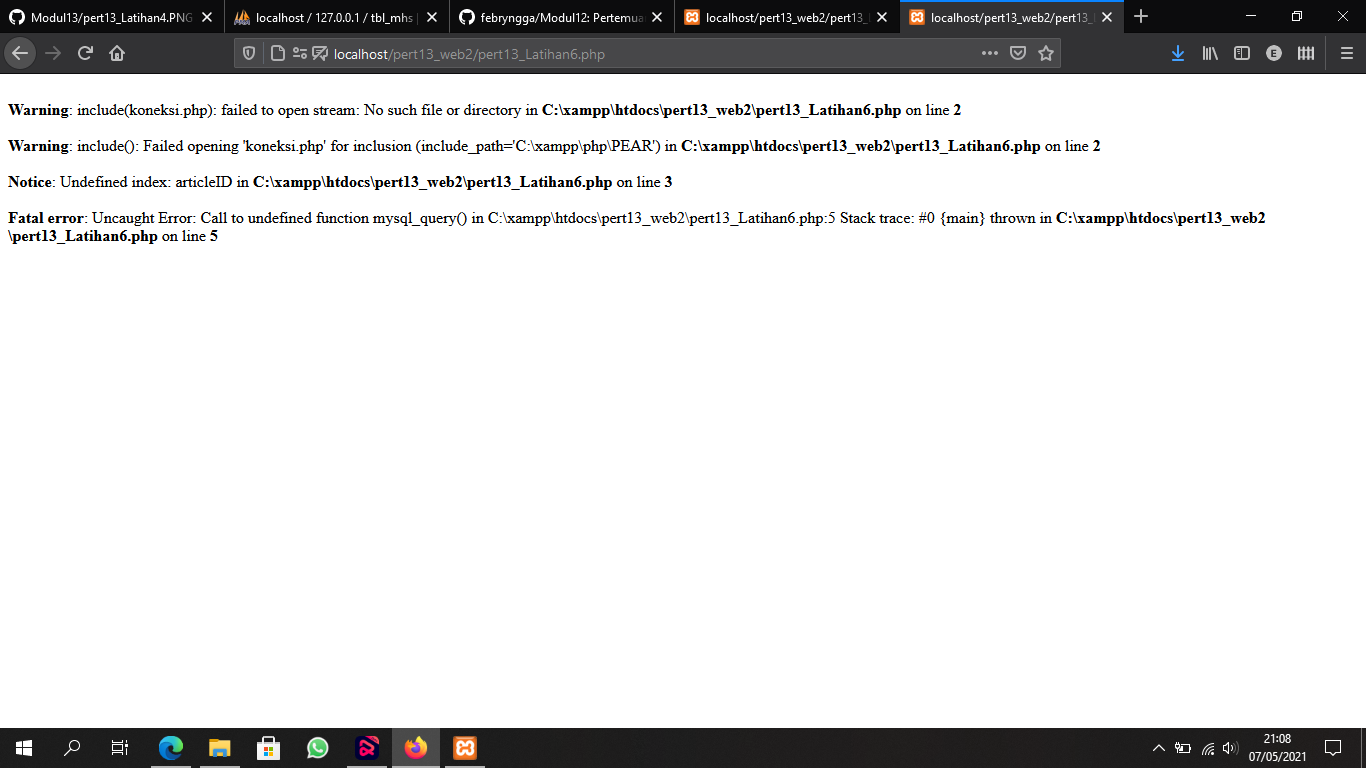 Modul13/pert13_Latihan4.PNG
localhost / 127.0.0.1 / tbl_mhs |
febryngga/Modul12: Pertemua
localhost/pert13_web2/pert13_
localhost/pert13_web2/pert13_
localhost/pert13_web2/pert13_Latihan6.php
Warning: include(koneksi.php): failed to open stream: No such file or directory in C:\xampp\htdocs\pert13_web2\pert13_Latihan6.php on line 2
Warning: include(): Failed opening 'koneksi.php' for inclusion (include_path='C:\xampp\php\PEAR') in C:\xampp\htdocs\pert13_web2\pert13_Latihan6.php on line 2
Notice: Undefined index: articleID in C:\xampp\htdocs\pert13_web2\pert13_Latihan6.php on line 3
Fatal error: Uncaught Error: Call to undefined function mysql_query() in C:\xampp\htdocs\pert13_web2\pert13_Latihan6.php:5 Stack trace: #0 {main} thrown in C:\xampp\htdocs\pert13_web2
\pert13_Latihan6.php on line 5
21:08
07/05/2021